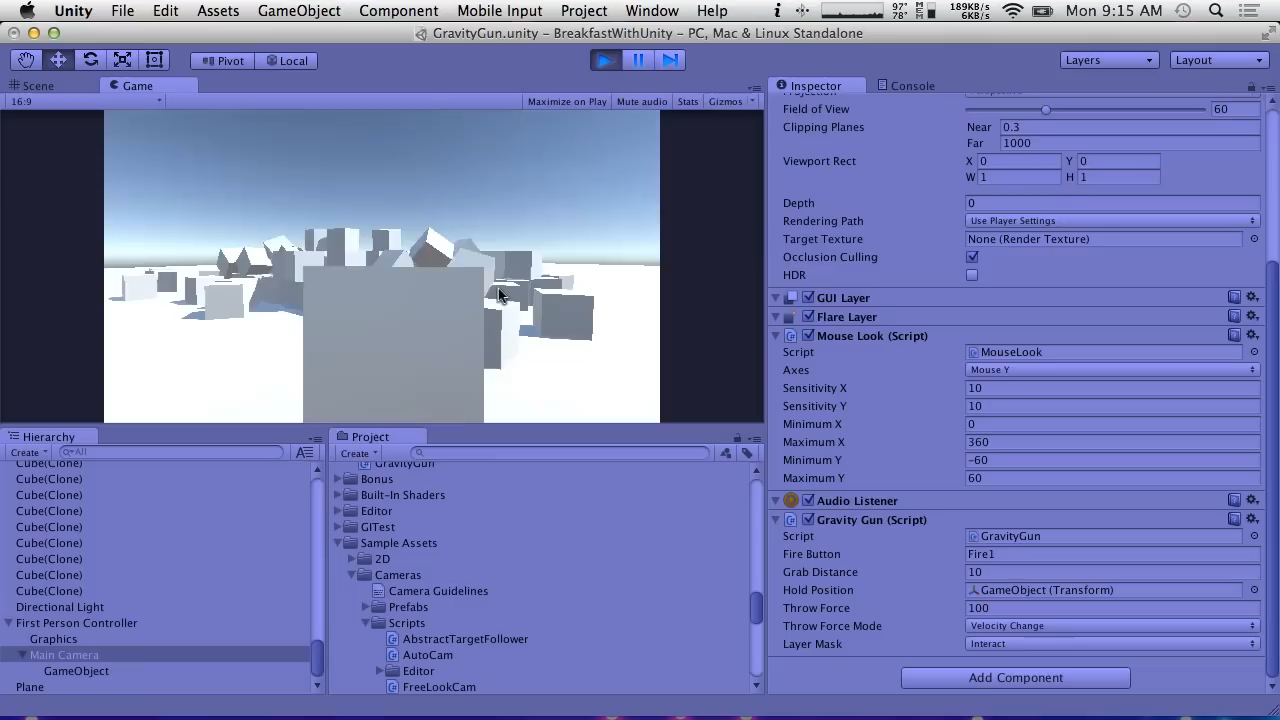 Unity File Edit Assets GameObject Component Mobile Input Project Window Help 97° 78° MEM 189KB/s 6KB/s Mon 9:15 AM
GravityGun.unity – BreakfastWithUnity – PC, Mac & Linux Standalone
Pivot Local Layers Layout
Scene Game
16:9 Maximize on Play Mute audio Stats Gizmos
Hierarchy
Create All
Cube(Clone)
Cube(Clone)
Cube(Clone)
Cube(Clone)
Cube(Clone)
Cube(Clone)
Cube(Clone)
Cube(Clone)
Cube(Clone)
Directional Light
First Person Controller
Graphics
Main Camera
GameObject
Plane
Project
Create
GravityGun
Bonus
Built-In Shaders
Editor
GITest
Sample Assets
2D
Cameras
Camera Guidelines
Prefabs
Scripts
AbstractTargetFollower
AutoCam
Editor
FreeLookCam
Inspector Console
Projection Perspective
Field of View 60
Clipping Planes Near 0.3
Far 1000
Viewport Rect X 0 Y 0
W 1 H 1
Depth 0
Rendering Path Use Player Settings
Target Texture None (Render Texture)
Occlusion Culling
HDR
GUI Layer
Flare Layer
Mouse Look (Script)
Script MouseLook
Axes Mouse Y
Sensitivity X 10
Sensitivity Y 10
Minimum X 0
Maximum X 360
Minimum Y -60
Maximum Y 60
Audio Listener
Gravity Gun (Script)
Script GravityGun
Fire Button Fire1
Grab Distance 10
Hold Position GameObject (Transform)
Throw Force 100
Throw Force Mode Velocity Change
Layer Mask Interact
Add Component